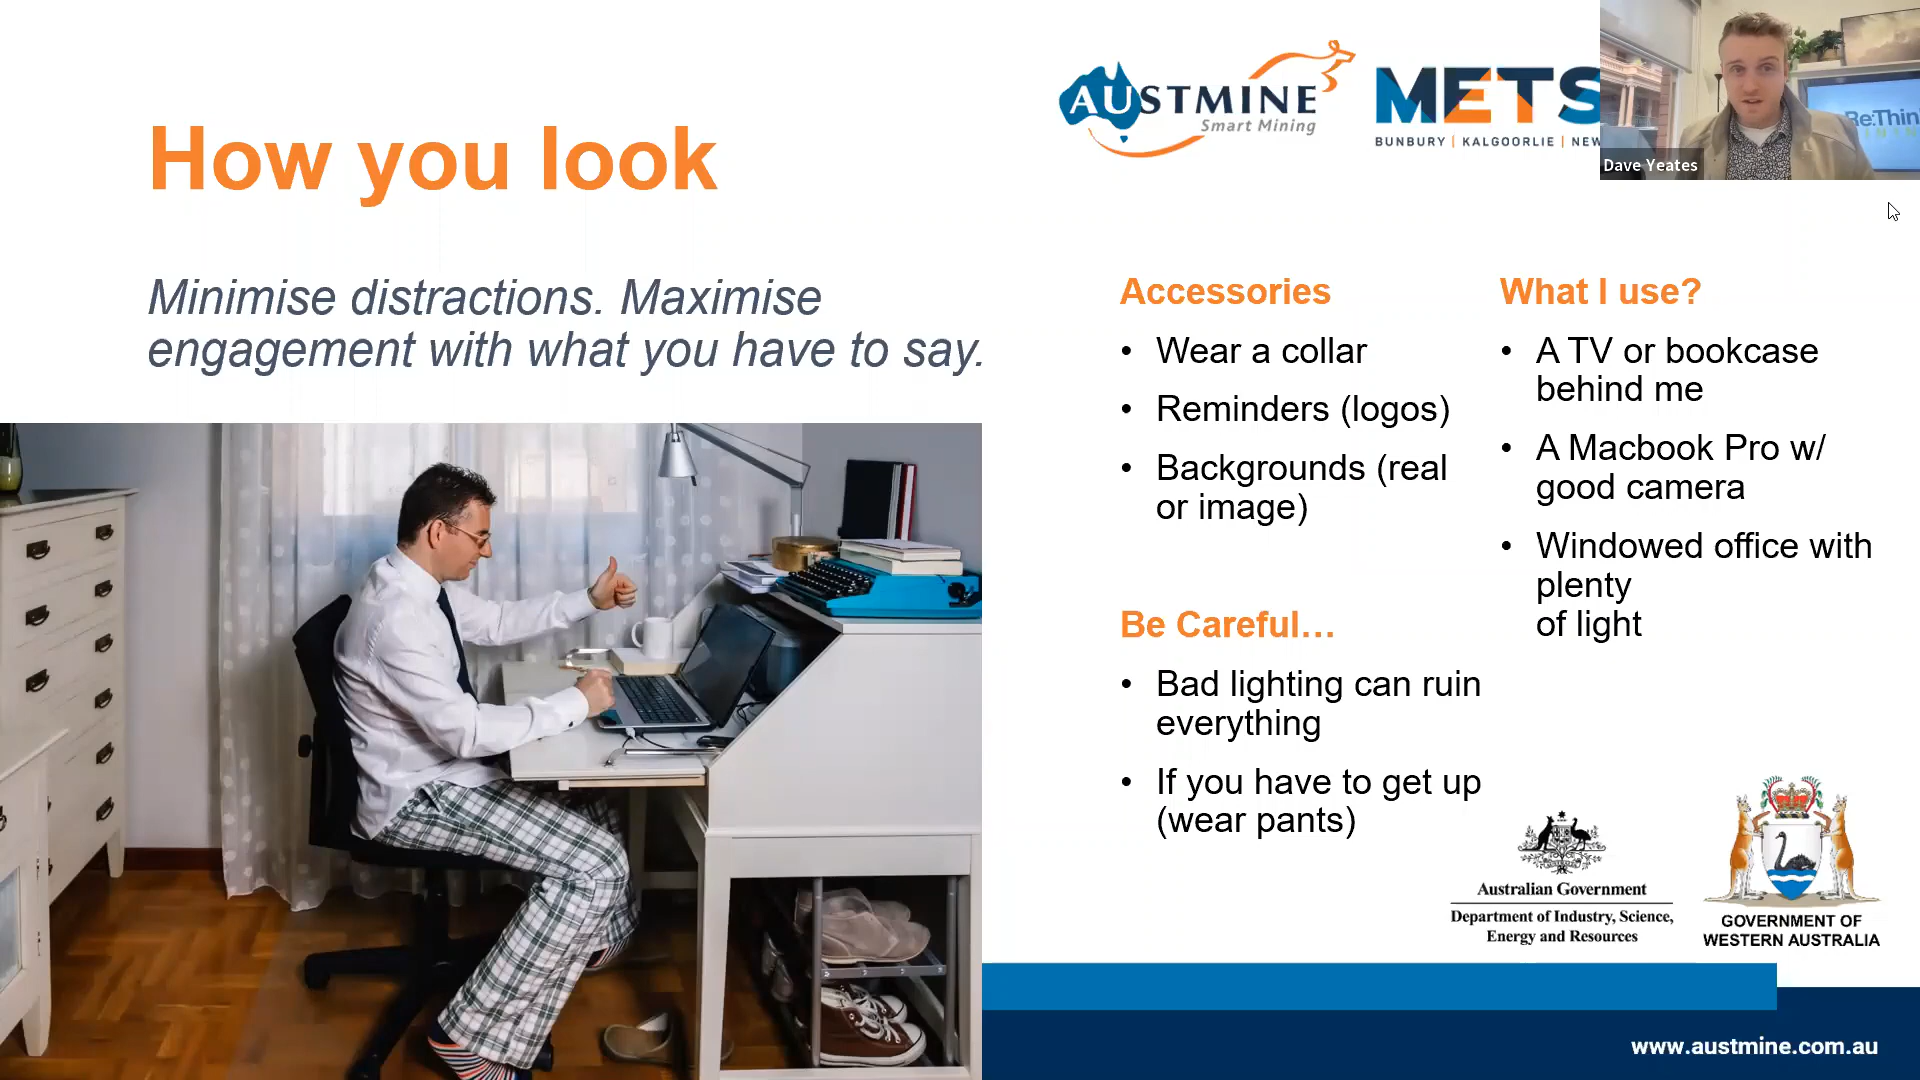 How you look
Minimise distractions. Maximise
engagement with what you have to say.
AUSTMINE
Smart Mining
METS
BUNBURY | KALGOORLIE | NEW
Re:Thin
Dave Yeates
Accessories
• Wear a collar
• Reminders (logos)
• Backgrounds (real
or image)
Be Careful…
• Bad lighting can ruin
everything
• If you have to get up
(wear pants)
What I use?
• A TV or bookcase
behind me
• A Macbook Pro w/
good camera
• Windowed office with
plenty
of light
Australian Government
Department of Industry, Science,
Energy and Resources
GOVERNMENT OF
WESTERN AUSTRALIA
www.austmine.com.au